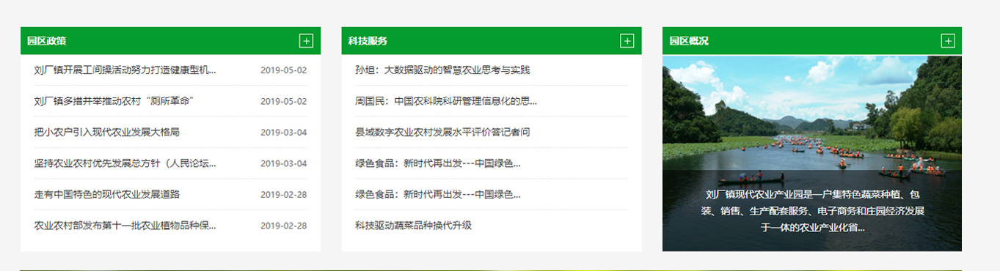 园区政策
刘厂镇开展工间操活动努力打造健康型机... 2019-05-02
刘厂镇多措并举推动农村“厕所革命” 2019-05-02
把小农户引入现代农业发展大格局 2019-03-04
坚持农业农村优先发展总方针（人民论坛... 2019-03-04
走有中国特色的现代农业发展道路 2019-02-28
农业农村部发布第十一批农业植物品种保... 2019-02-28
科技服务
孙坦：大数据驱动的智慧农业思考与实践
周国民：中国农科院科研管理信息化的思...
县域数字农业农村发展水平评价答记者问
绿色食品：新时代再出发---中国绿色...
绿色食品：新时代再出发---中国绿色...
科技驱动蔬菜品种换代升级
园区概况
刘厂镇现代农业产业园是一户集特色蔬菜种植、包
装、销售、生产配套服务、电子商务和庄园经济发展
于一体的农业产业化省...